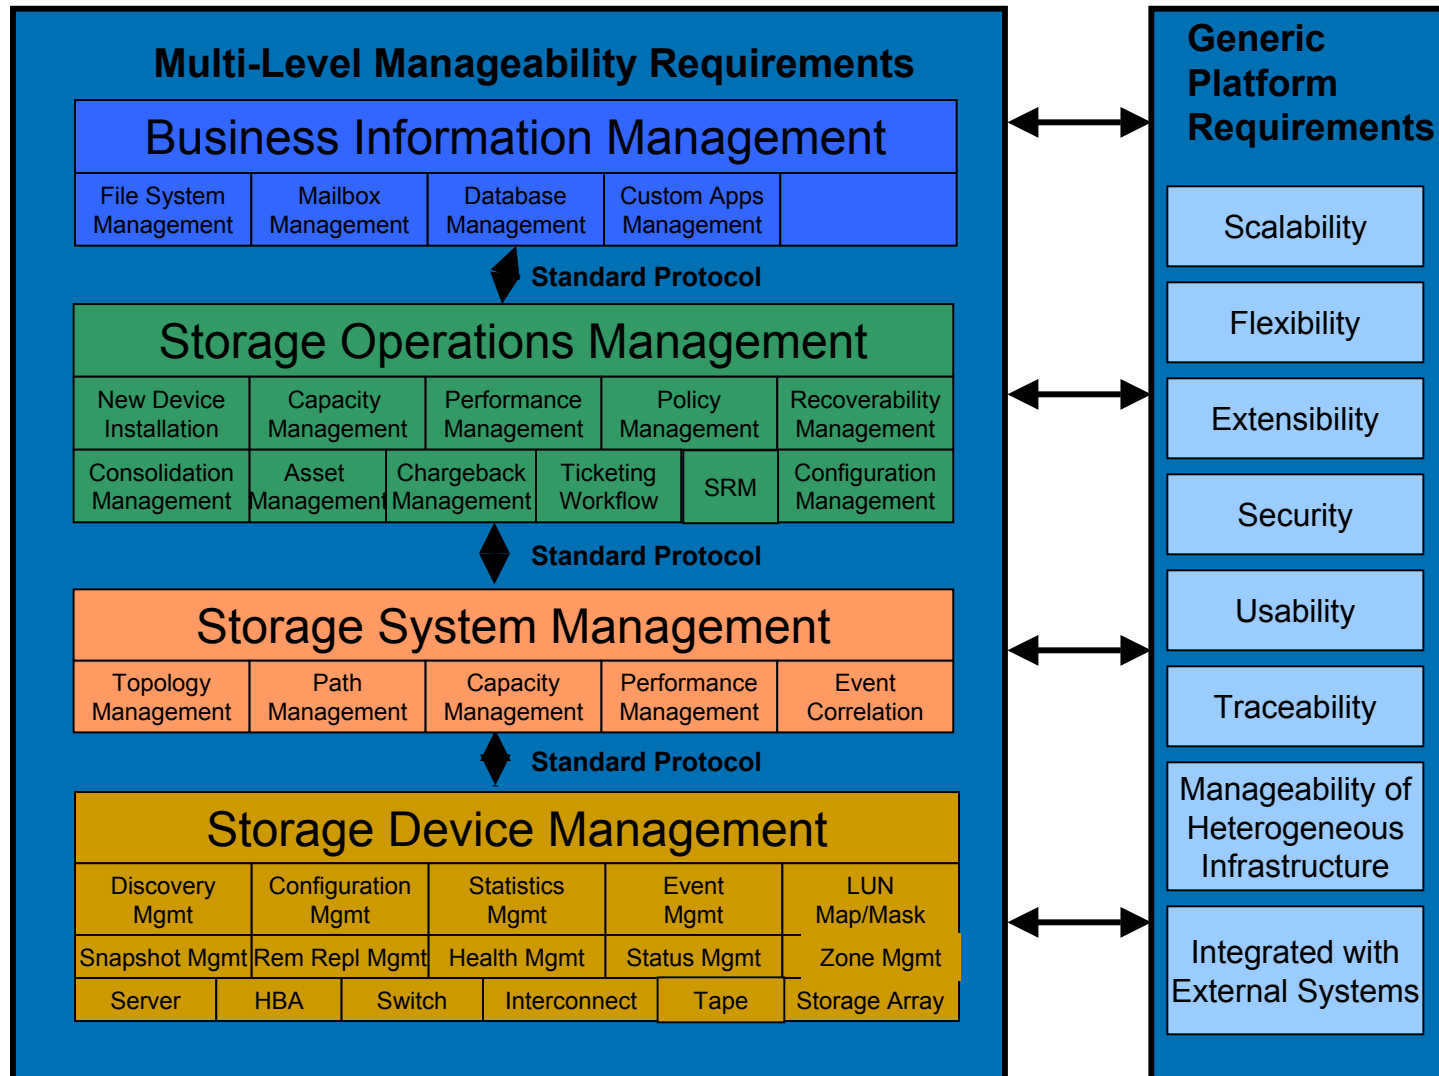 Multi-Level Manageability Requirements
Business Information Management
File System
Management
Mailbox
Management
Database
Management
Custom Apps
Management
Standard Protocol
Storage Operations Management
New Device
Installation
Capacity
Management
Performance
Management
Policy
Management
Recoverability
Management
Consolidation
Management
Asset
Management
Chargeback
Management
Ticketing
Workflow
SRM
Configuration
Management
Standard Protocol
Storage System Management
Topology
Management
Path
Management
Capacity
Management
Performance
Management
Event
Correlation
Standard Protocol
Storage Device Management
Discovery
Mgmt
Configuration
Mgmt
Statistics
Mgmt
Event
Mgmt
LUN
Map/Mask
Snapshot Mgmt
Rem Repl Mgmt
Health Mgmt
Status Mgmt
Zone Mgmt
Server
HBA
Switch
Interconnect
Tape
Storage Array
Generic
Platform
Requirements
Scalability
Flexibility
Extensibility
Security
Usability
Traceability
Manageability of
Heterogeneous
Infrastructure
Integrated with
External Systems